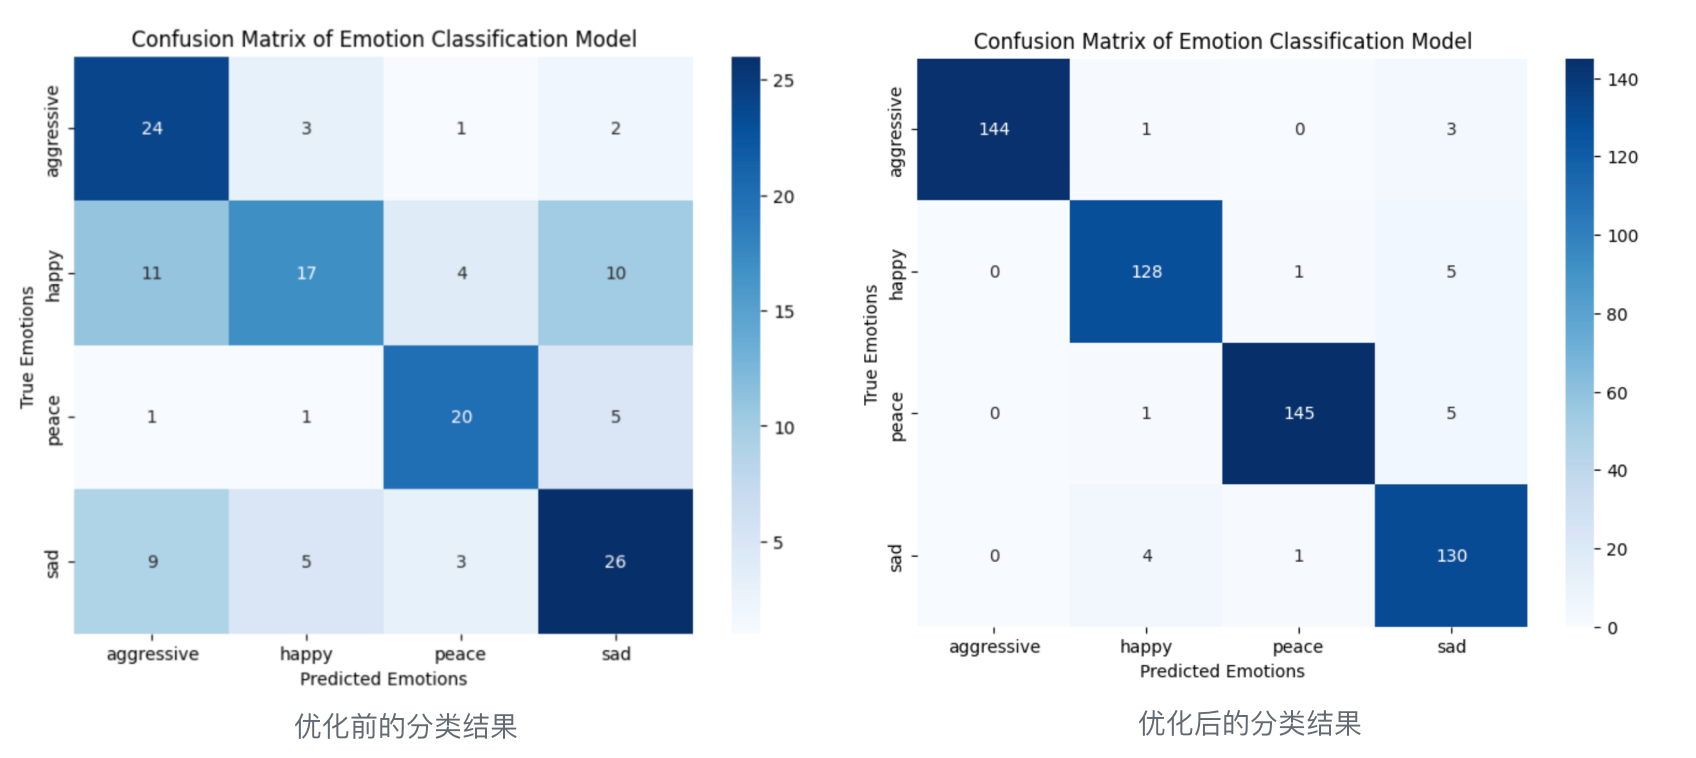 Confusion Matrix of Emotion Classification Model
aggressive 24 3 1 2
happy 11 17 4 10
peace 1 1 20 5
sad 9 5 3 26
True Emotions
aggressive happy peace sad
Predicted Emotions
25
20
15
10
5
优化前的分类结果
Confusion Matrix of Emotion Classification Model
aggressive 144 1 0 3
happy 0 128 1 5
peace 0 1 145 5
sad 0 4 1 130
True Emotions
aggressive happy peace sad
Predicted Emotions
140
120
100
80
60
40
20
0
优化后的分类结果